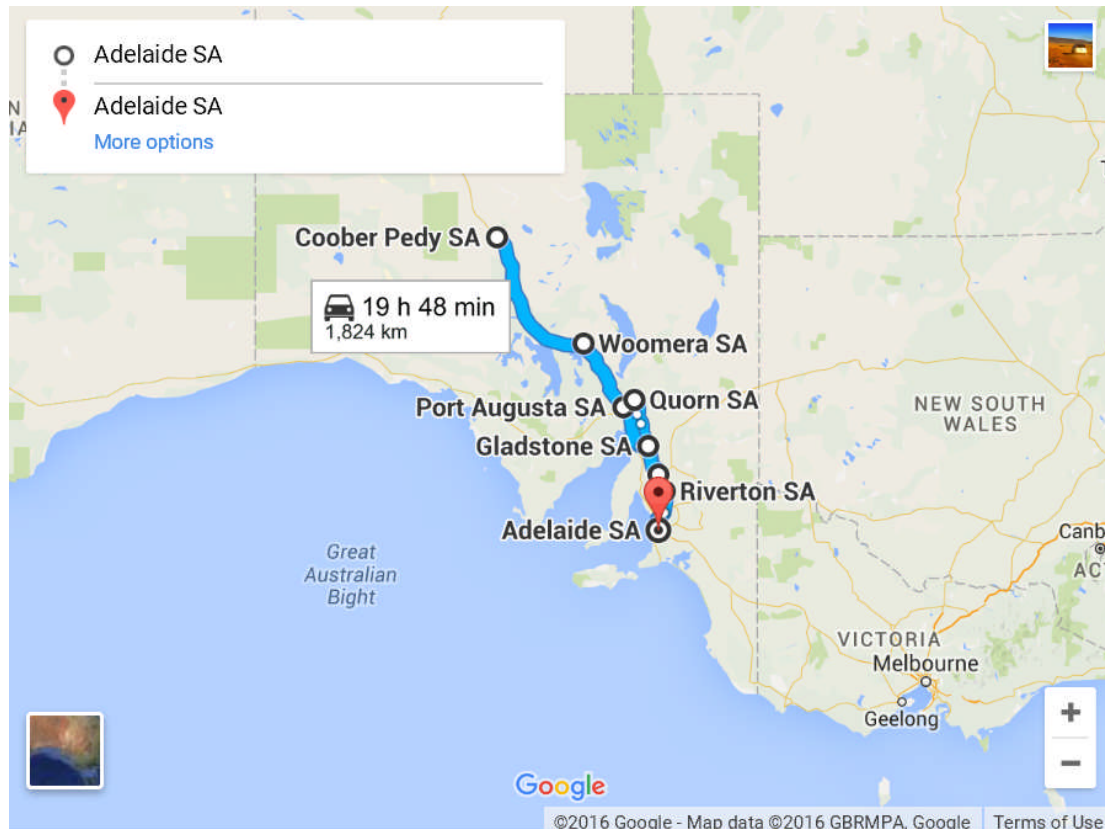 Adelaide SA
Adelaide SA
More options
N
IA
T
Coober Pedy SA
19 h 48 min
1,824 km
Woomera SA
Port Augusta SA
Quorn SA
Gladstone SA
NEW SOUTH
WALES
Riverton SA
Adelaide SA
Canb
ACT
Great
Australian
Bight
VICTORIA
Melbourne
Geelong
+
−
Google
©2016 Google - Map data ©2016 GBRMPA, Google
Terms of Use